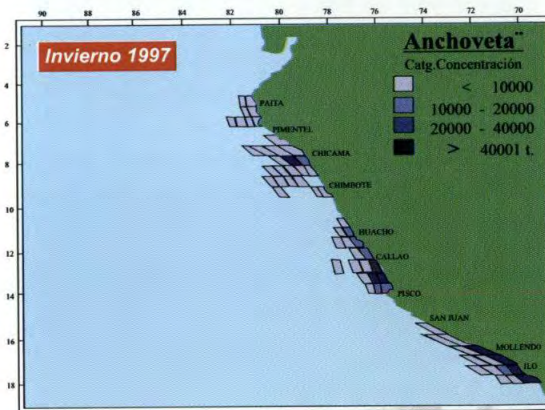 90 88 86 84 82 80 78 76 74 72 70
Invierno 1997
Anchoveta¨
Catg.Concentración
< 10000
10000 - 20000
20000 - 40000
> 40001 t.
2
4
6
8
10
12
14
16
18
PAITA
PIMENTEL
CHICAMA
CHIMBOTE
HUACHO
CALLAO
PISCO
SAN JUAN
MOLLENDO
ILO